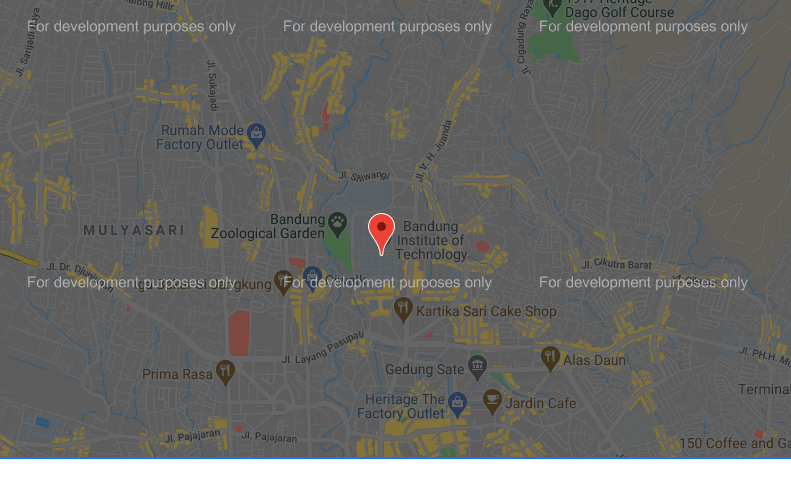 1917 Heritage
Dago Golf Course
For development purposes only
For development purposes only
For development purposes only
Jl. Sukajadi
Jl. Cigadung Raya
Rumah Mode
Factory Outlet
Jl. Ir. H. Juanda
Jl. Siliwangi
Bandung
Zoological Garden
MULYASARI
Bandung
Institute of
Technology
Jl. Dr. Djunjunan
Jl. Cikutra Barat
For development purposes only
For development purposes only
For development purposes only
Kartika Sari Cake Shop
Jl. Layang Pasupati
Prima Rasa
Gedung Sate
Alas Daun
Jl. PH.H. Mu
Terminal
Heritage The
Factory Outlet
Jardin Cafe
Jl. Pajajaran
Jl. Pajajaran
150 Coffee and Ga